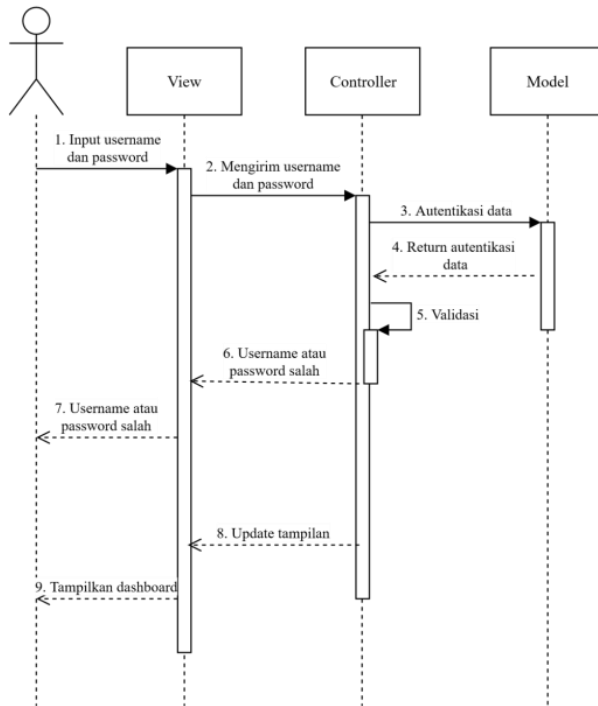 View
Controller
Model
1. Input username
dan password
2. Mengirim username
dan password
3. Autentikasi data
4. Return autentikasi
data
5. Validasi
6. Username atau
password salah
7. Username atau
password salah
8. Update tampilan
9. Tampilkan dashboard